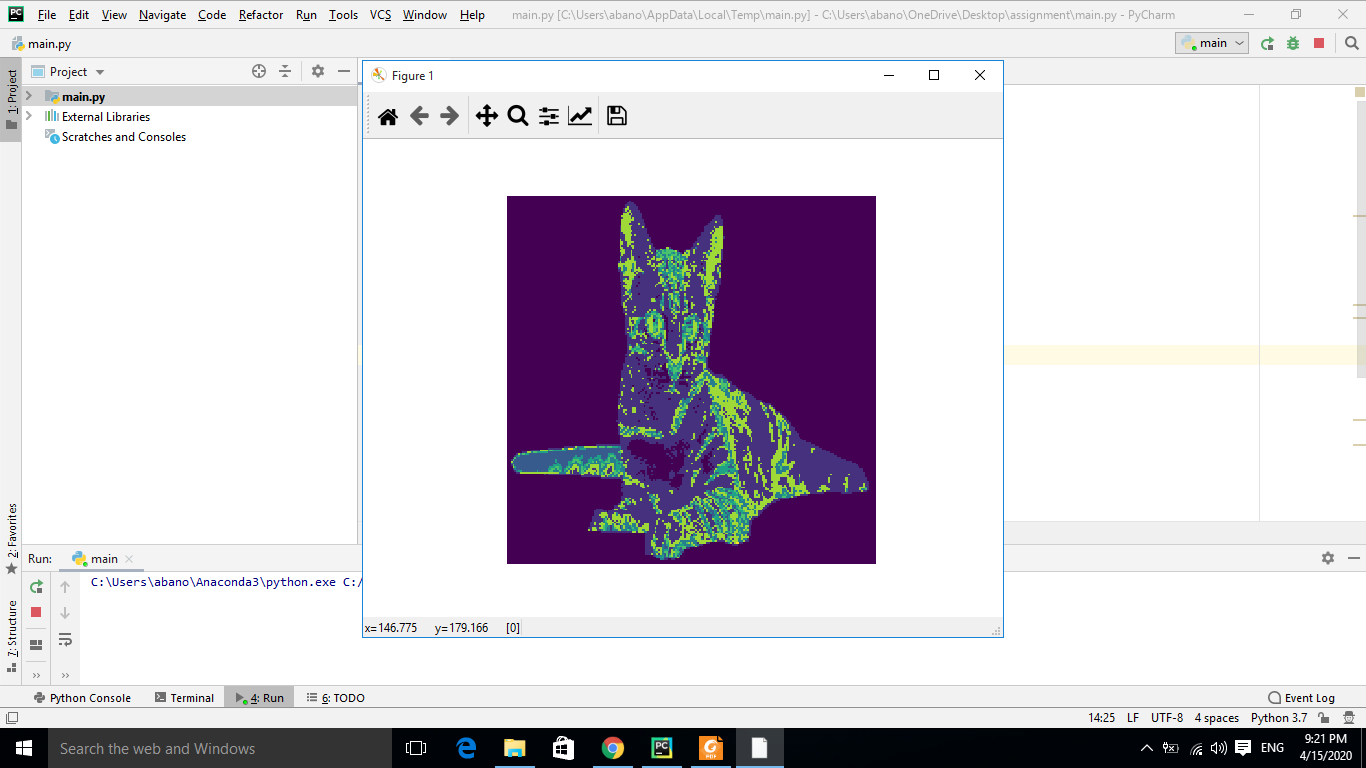 File Edit View Navigate Code Refactor Run Tools VCS Window Help main.py [C:\Users\abano\AppData\Local\Temp\main.py] - C:\Users\abano\OneDrive\Desktop\assignment\main.py - PyCharm
main.py
main
1: Project
Project
main.py
External Libraries
Scratches and Consoles
Figure 1
x=146.775 y=179.166 [0]
2: Favorites
7: Structure
Run: main
C:\Users\abano\Anaconda3\python.exe C:/
Python Console Terminal 4: Run 6: TODO Event Log
14:25 LF UTF-8 4 spaces Python 3.7
Search the web and Windows
ENG
9:21 PM
4/15/2020